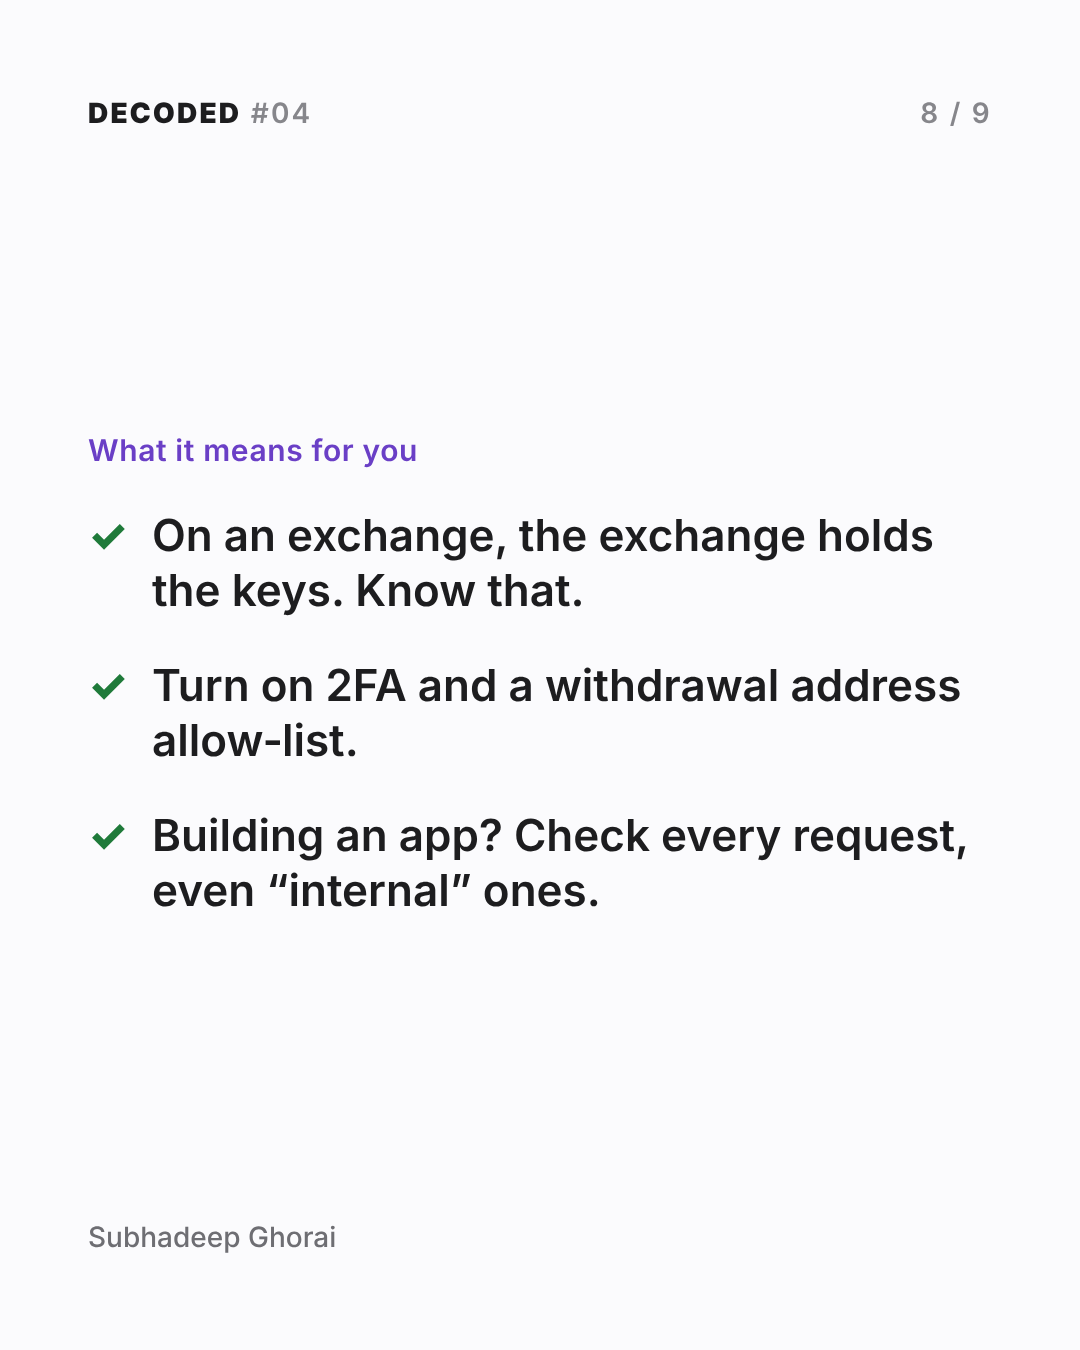 DECODED #04
8 / 9
What it means for you
On an exchange, the exchange holds
the keys. Know that.
Turn on 2FA and a withdrawal address
allow-list.
Building an app? Check every request,
even “internal” ones.
Subhadeep Ghorai